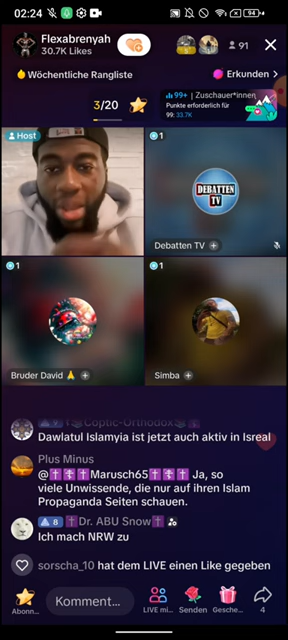 02:24
94
Flexabrenyah
30.7K Likes
91
Wöchentliche Rangliste
Erkunden >
3/20
99+ | Zuschauer*innen
Punkte erforderlich für
99: 33.7K
Host
1
DEBATTEN
TV
Debatten TV
1
Bruder David
1
Simba
Coptic-Orthodox
Dawlatul Islamyia ist jetzt auch aktiv in Isreal
Plus Minus
@✝️☦️✝️Marusch65✝️☦️✝️ Ja, so
viele Unwissende, die nur auf ihren Islam
Propaganda Seiten schauen.
8 ✝️Dr. ABU Snow✝️
Ich mach NRW zu
sorscha_10 hat dem LIVE einen Like gegeben
Abonn...
Komment...
LIVE mi...
Senden
Gesche...
4